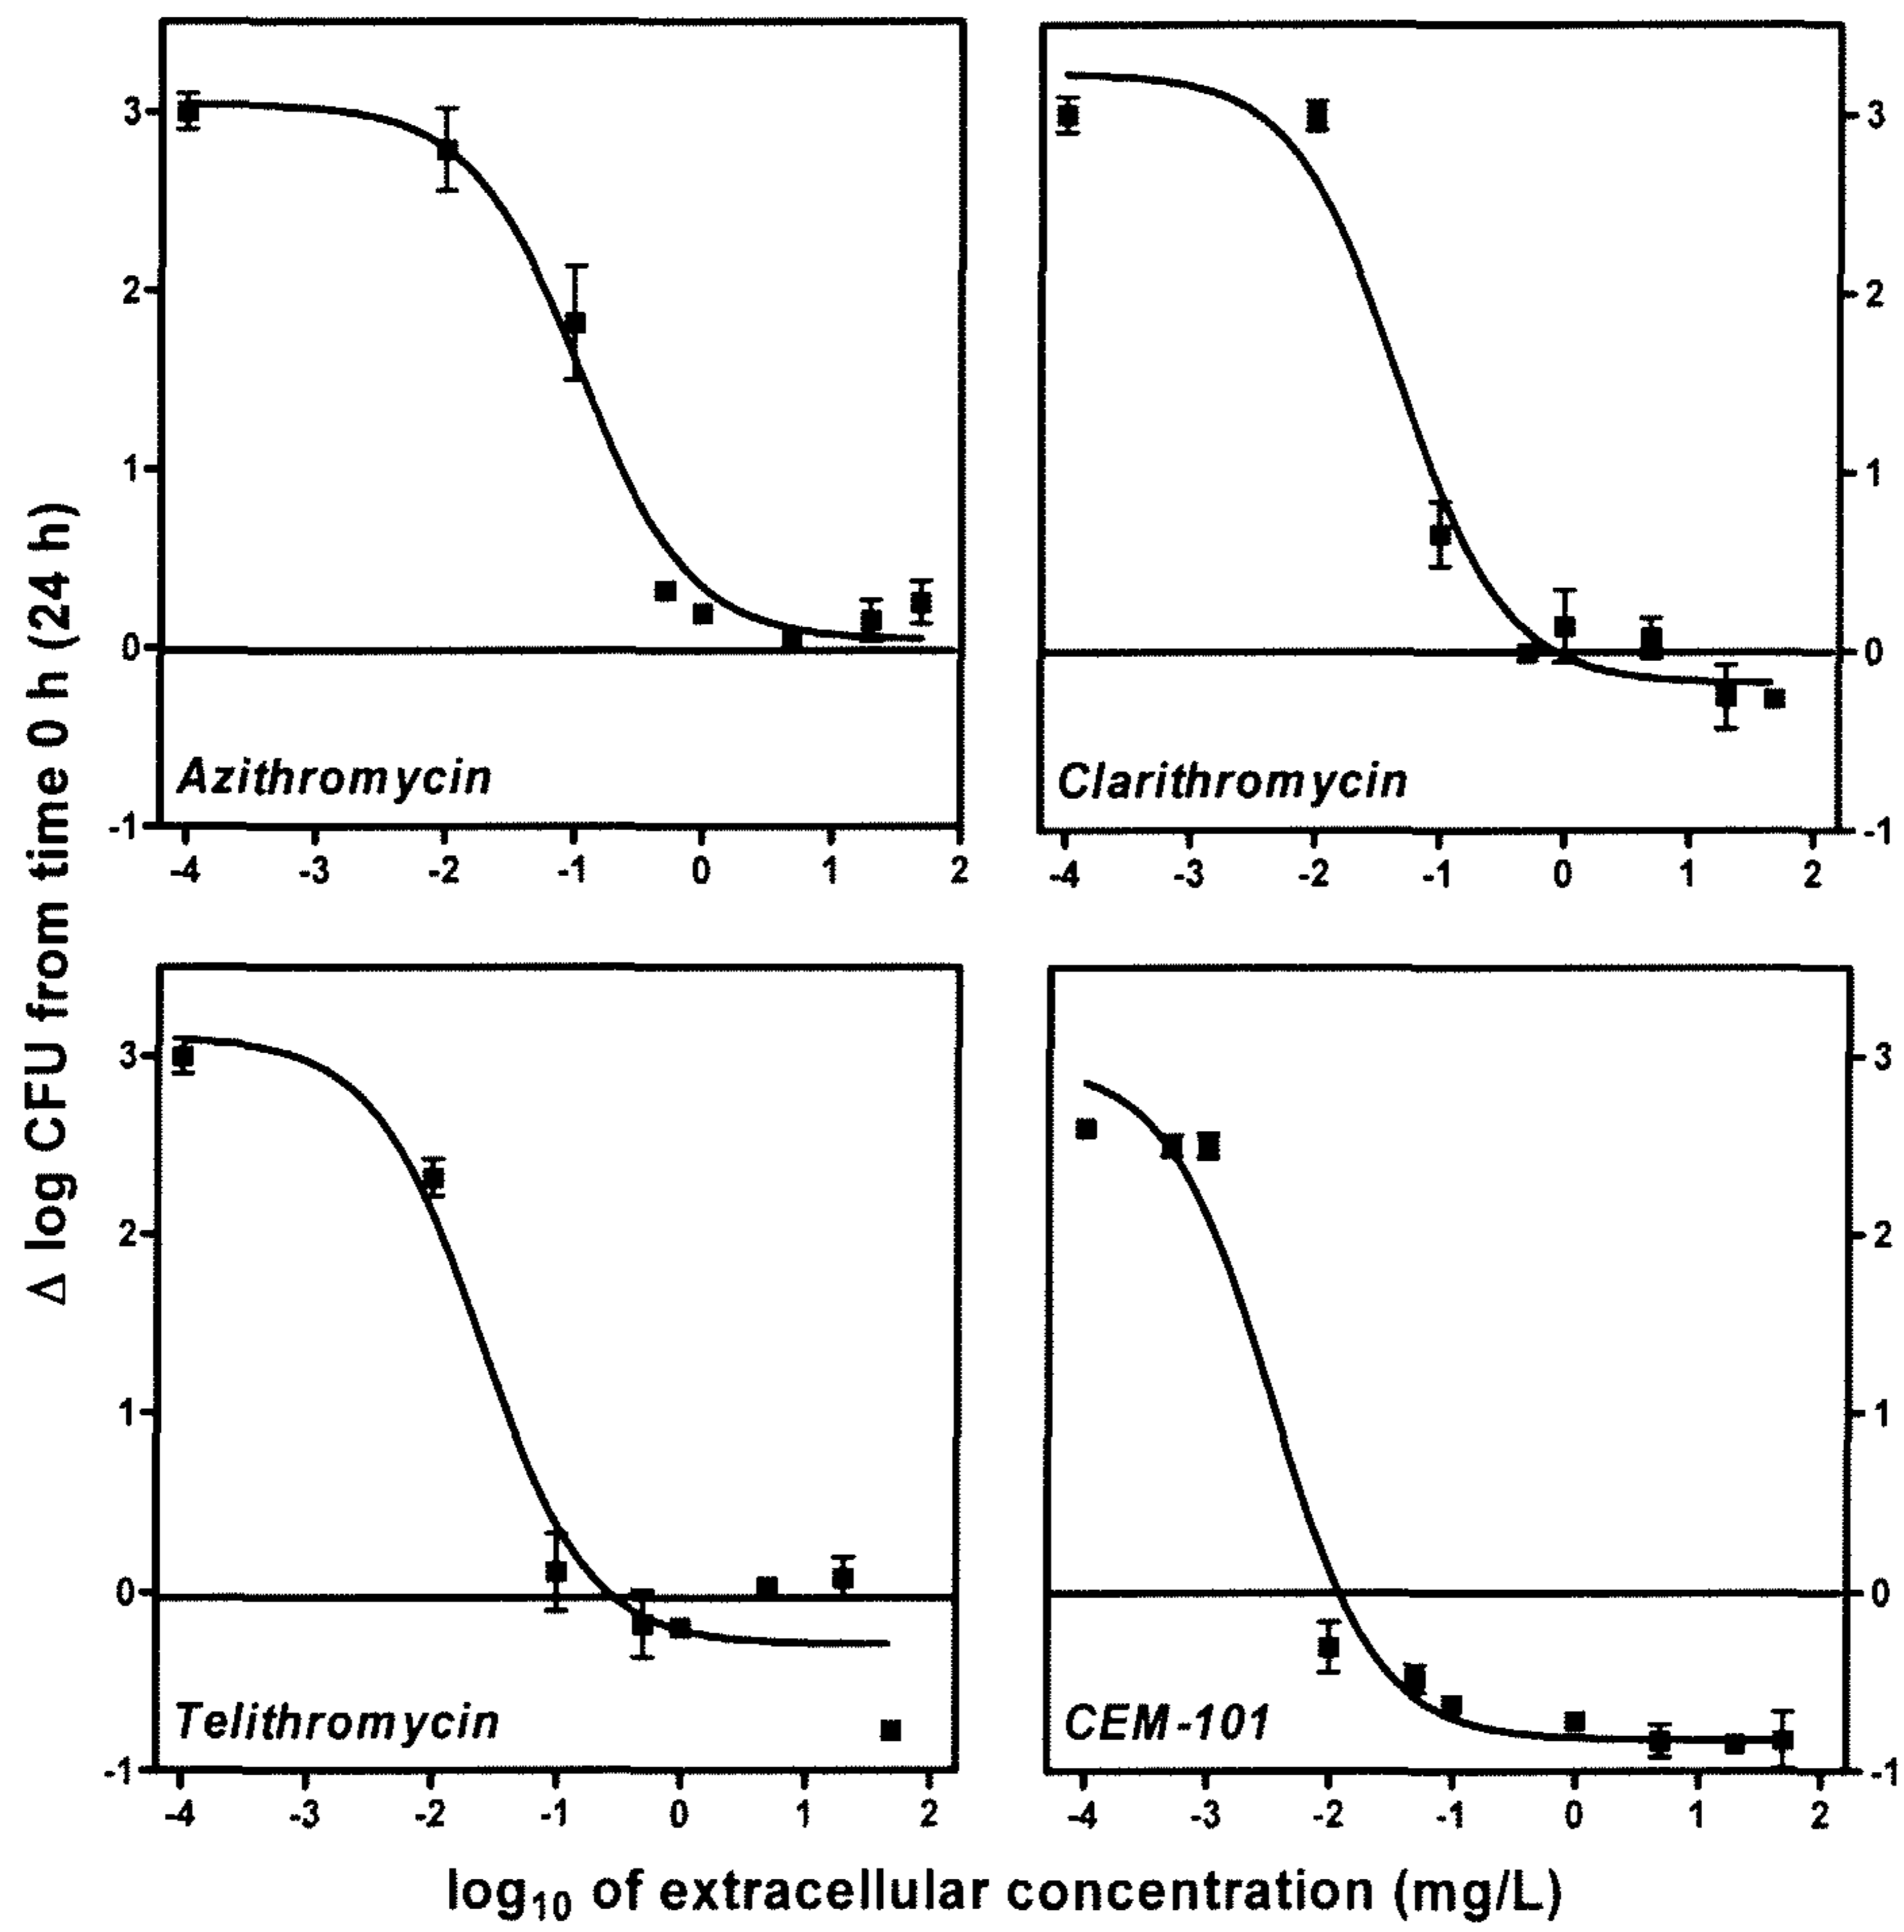 Δ log CFU from time 0 h (24 h)
3
2
1
0
-1
Azithromycin
-4 -3 -2 -1 0 1 2
3
2
1
0
-1
Clarithromycin
-4 -3 -2 -1 0 1 2
3
2
1
0
-1
Telithromycin
-4 -3 -2 -1 0 1 2
3
2
1
0
-1
CEM-101
-4 -3 -2 -1 0 1 2
log10 of extracellular concentration (mg/L)